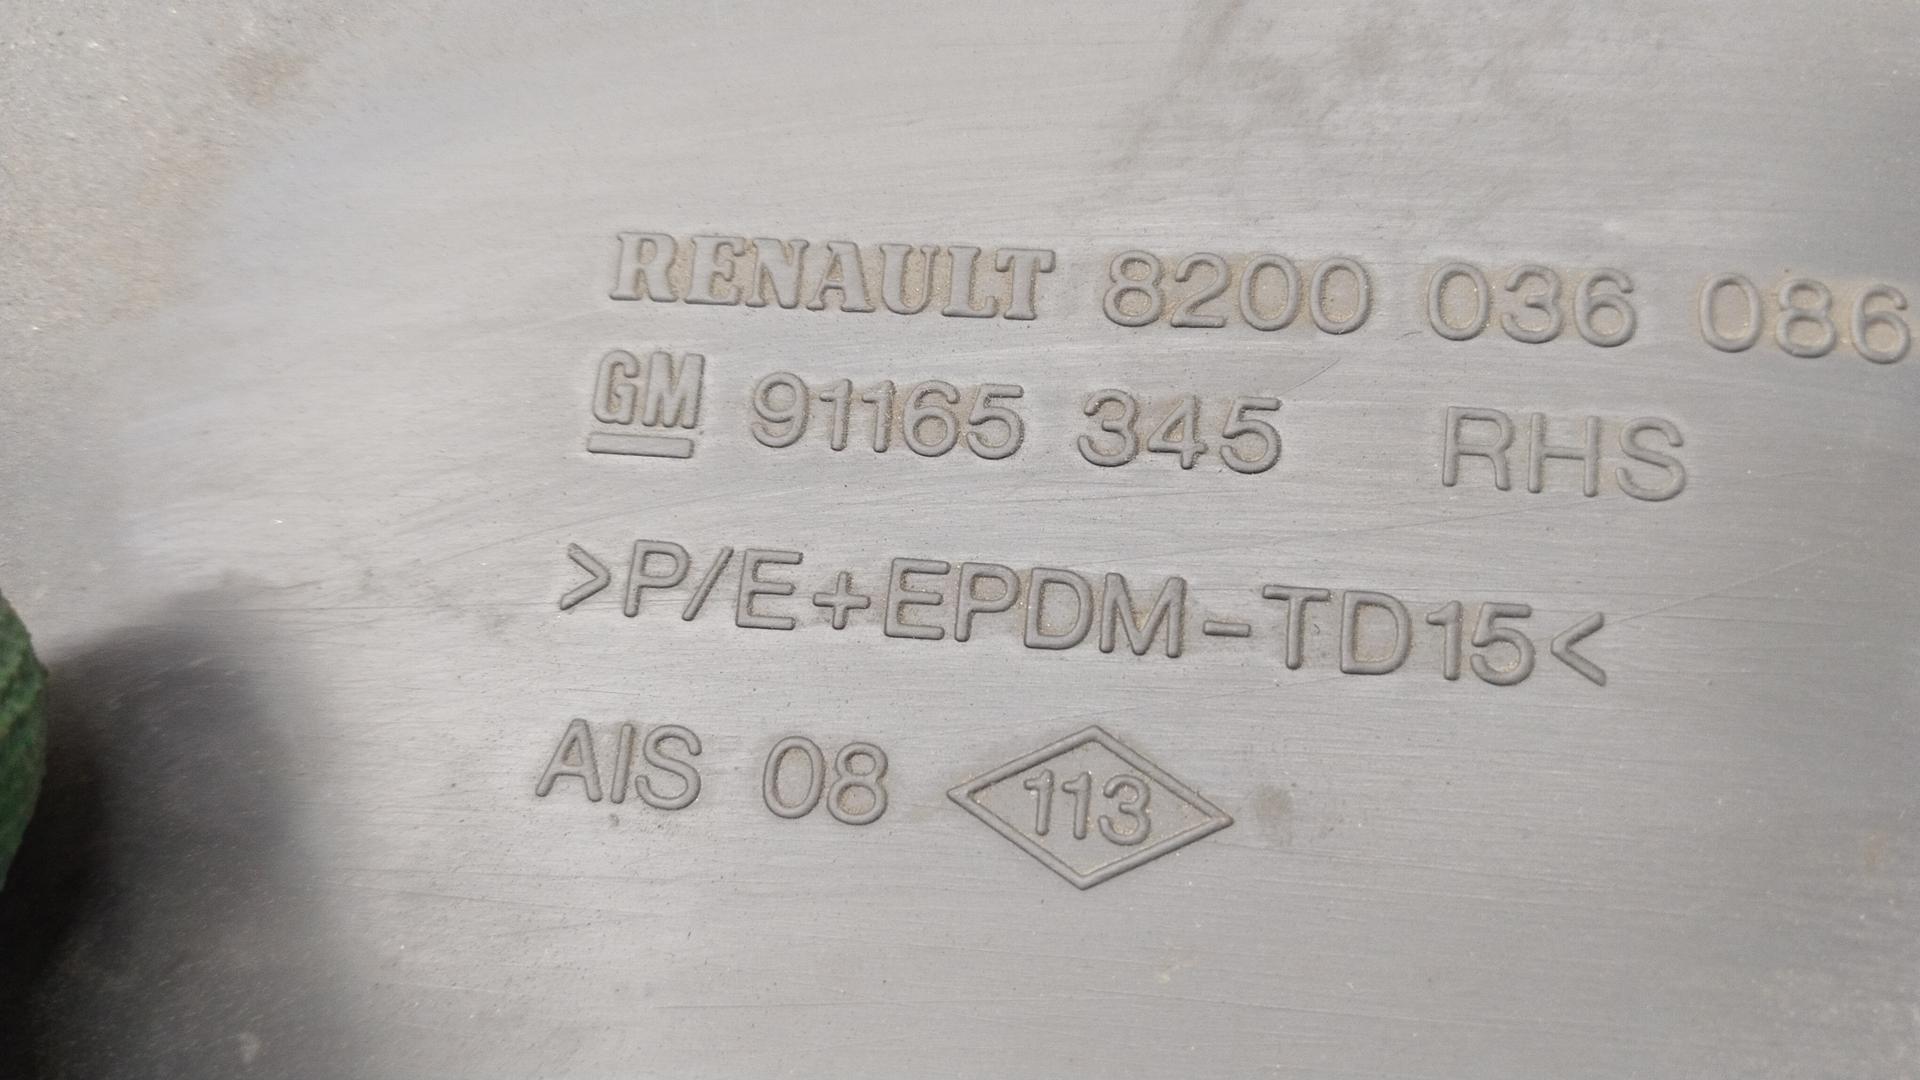 RENAULT 8200 036 086
GM 91165 345 RHS
>P/E+EPDM-TD15<
AIS 08 113